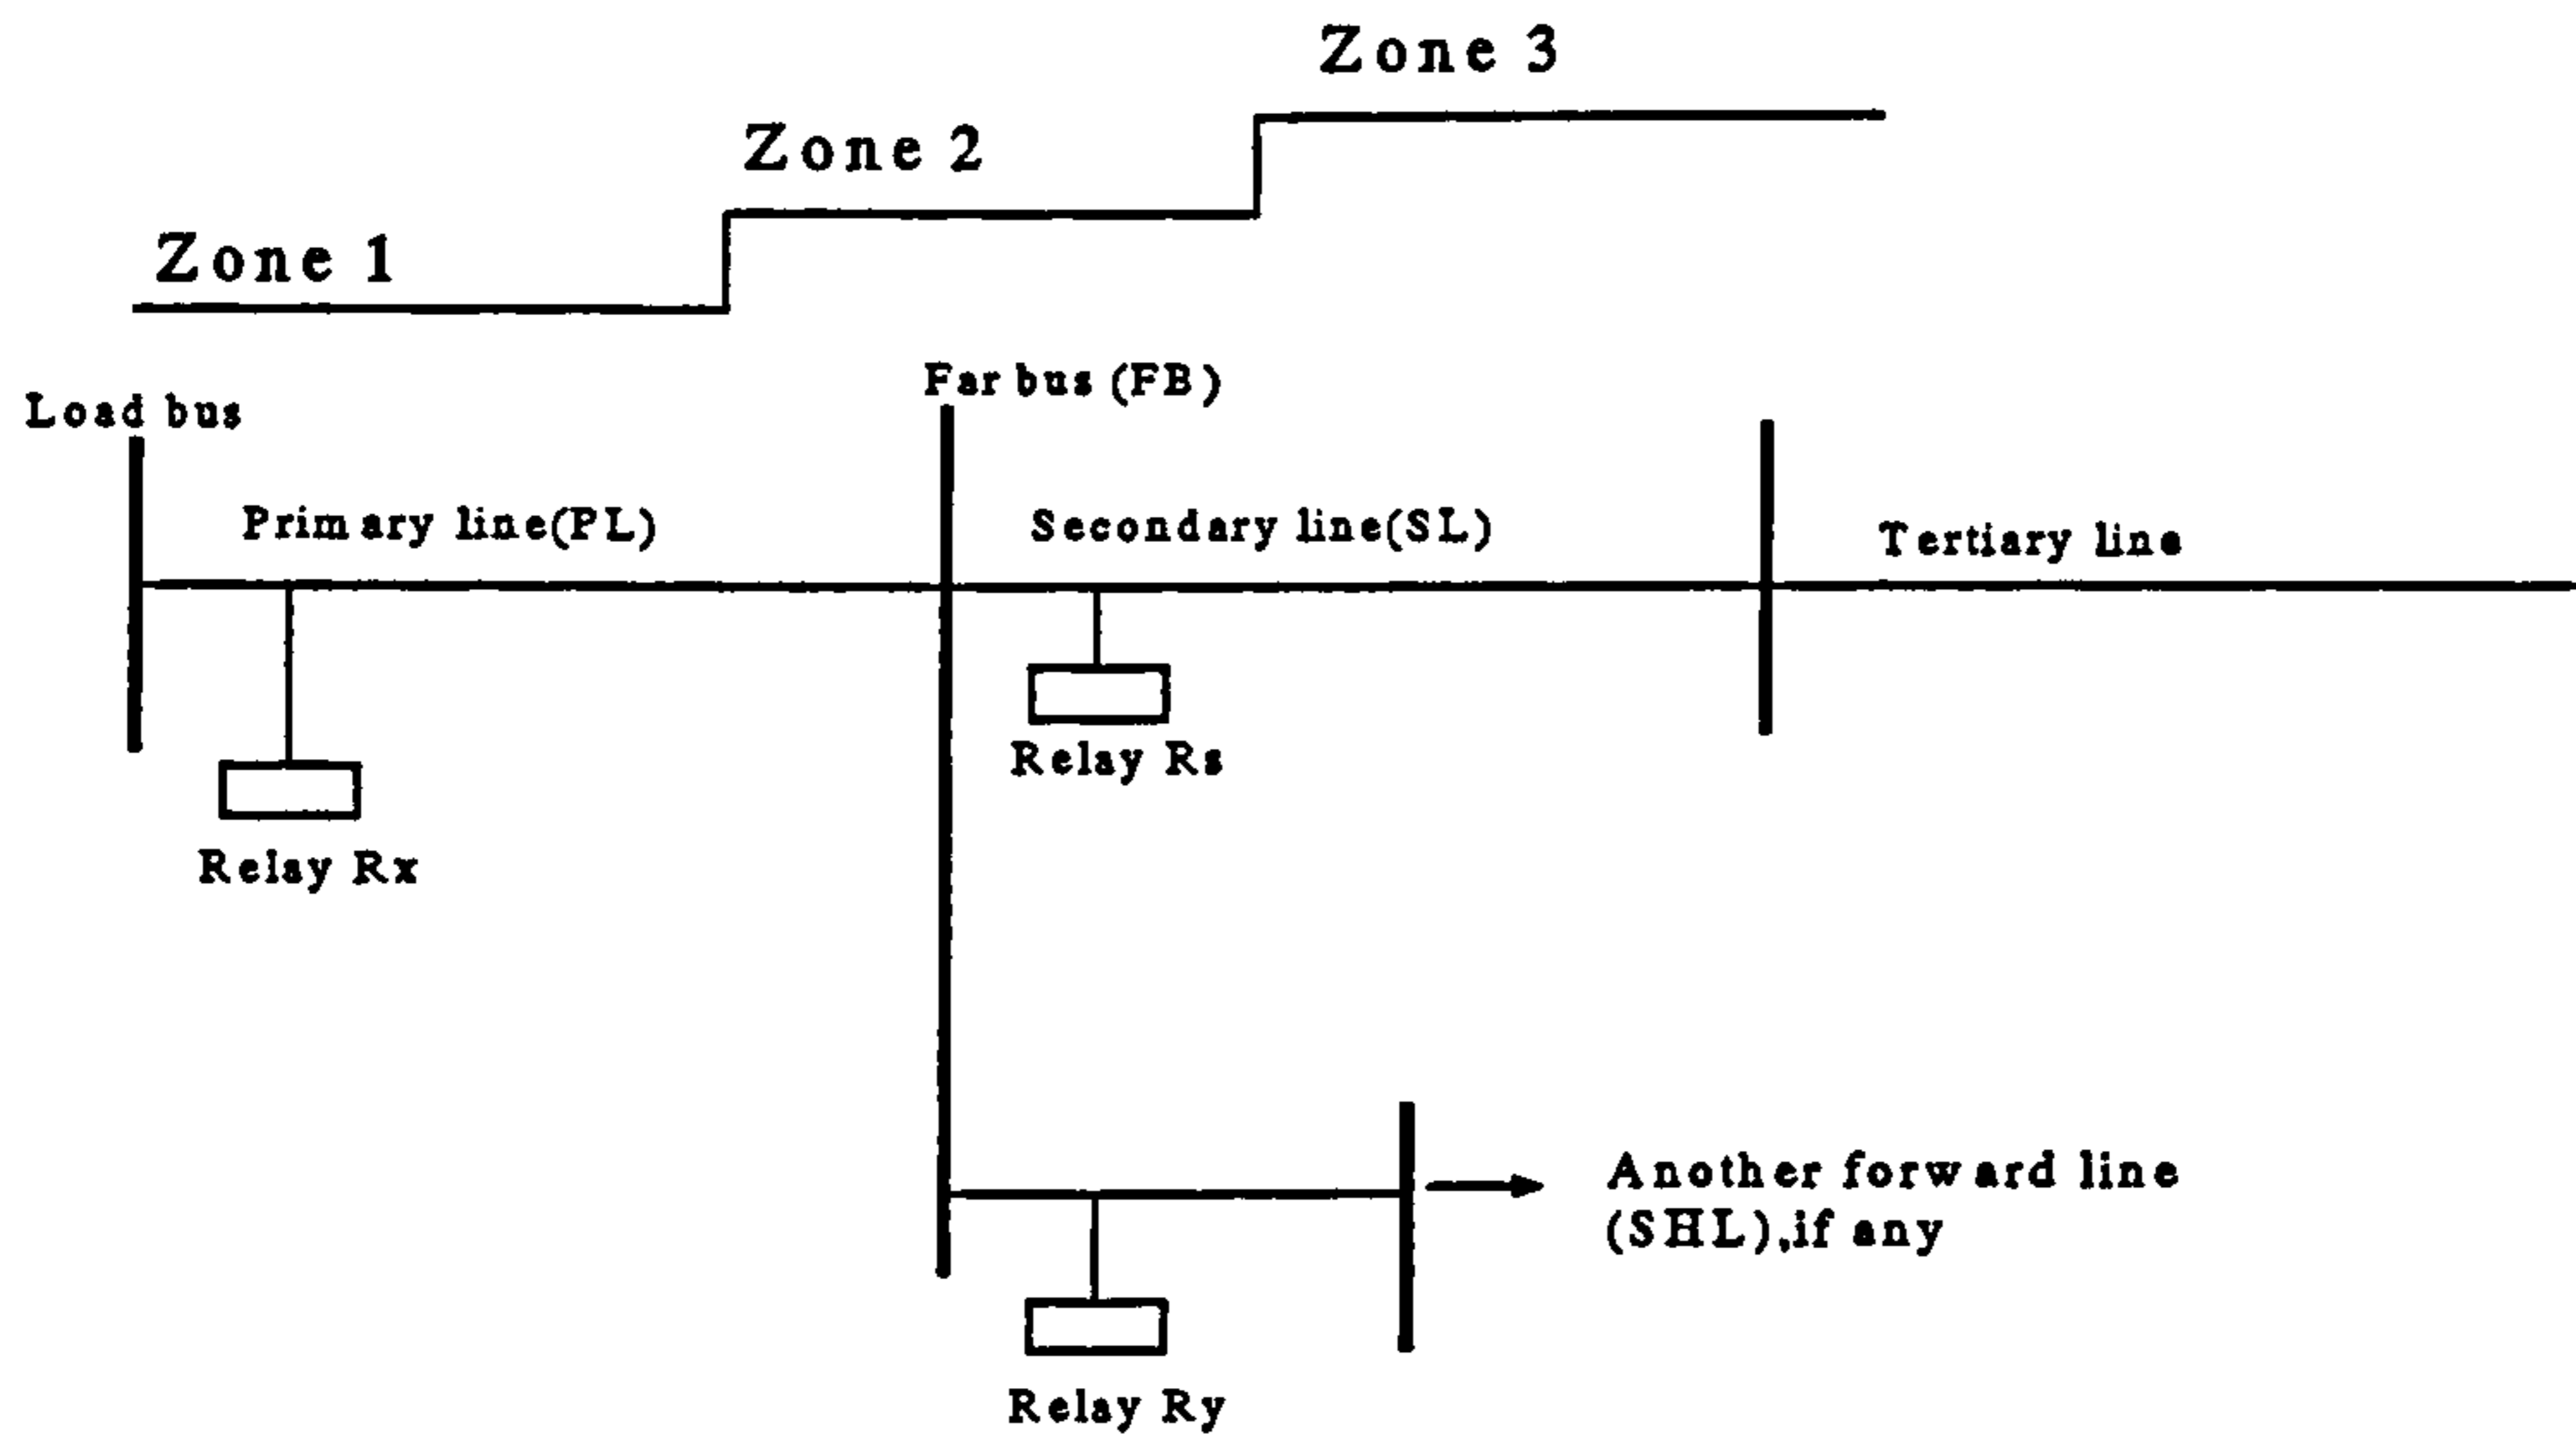 Zone 3
Zone 2
Zone 1
Far bus (FB)
Load bus
Primary line(PL)
Secondary line(SL)
Tertiary line
Relay Rs
Relay Rx
Another forward line
(SHL),if any
Relay Ry